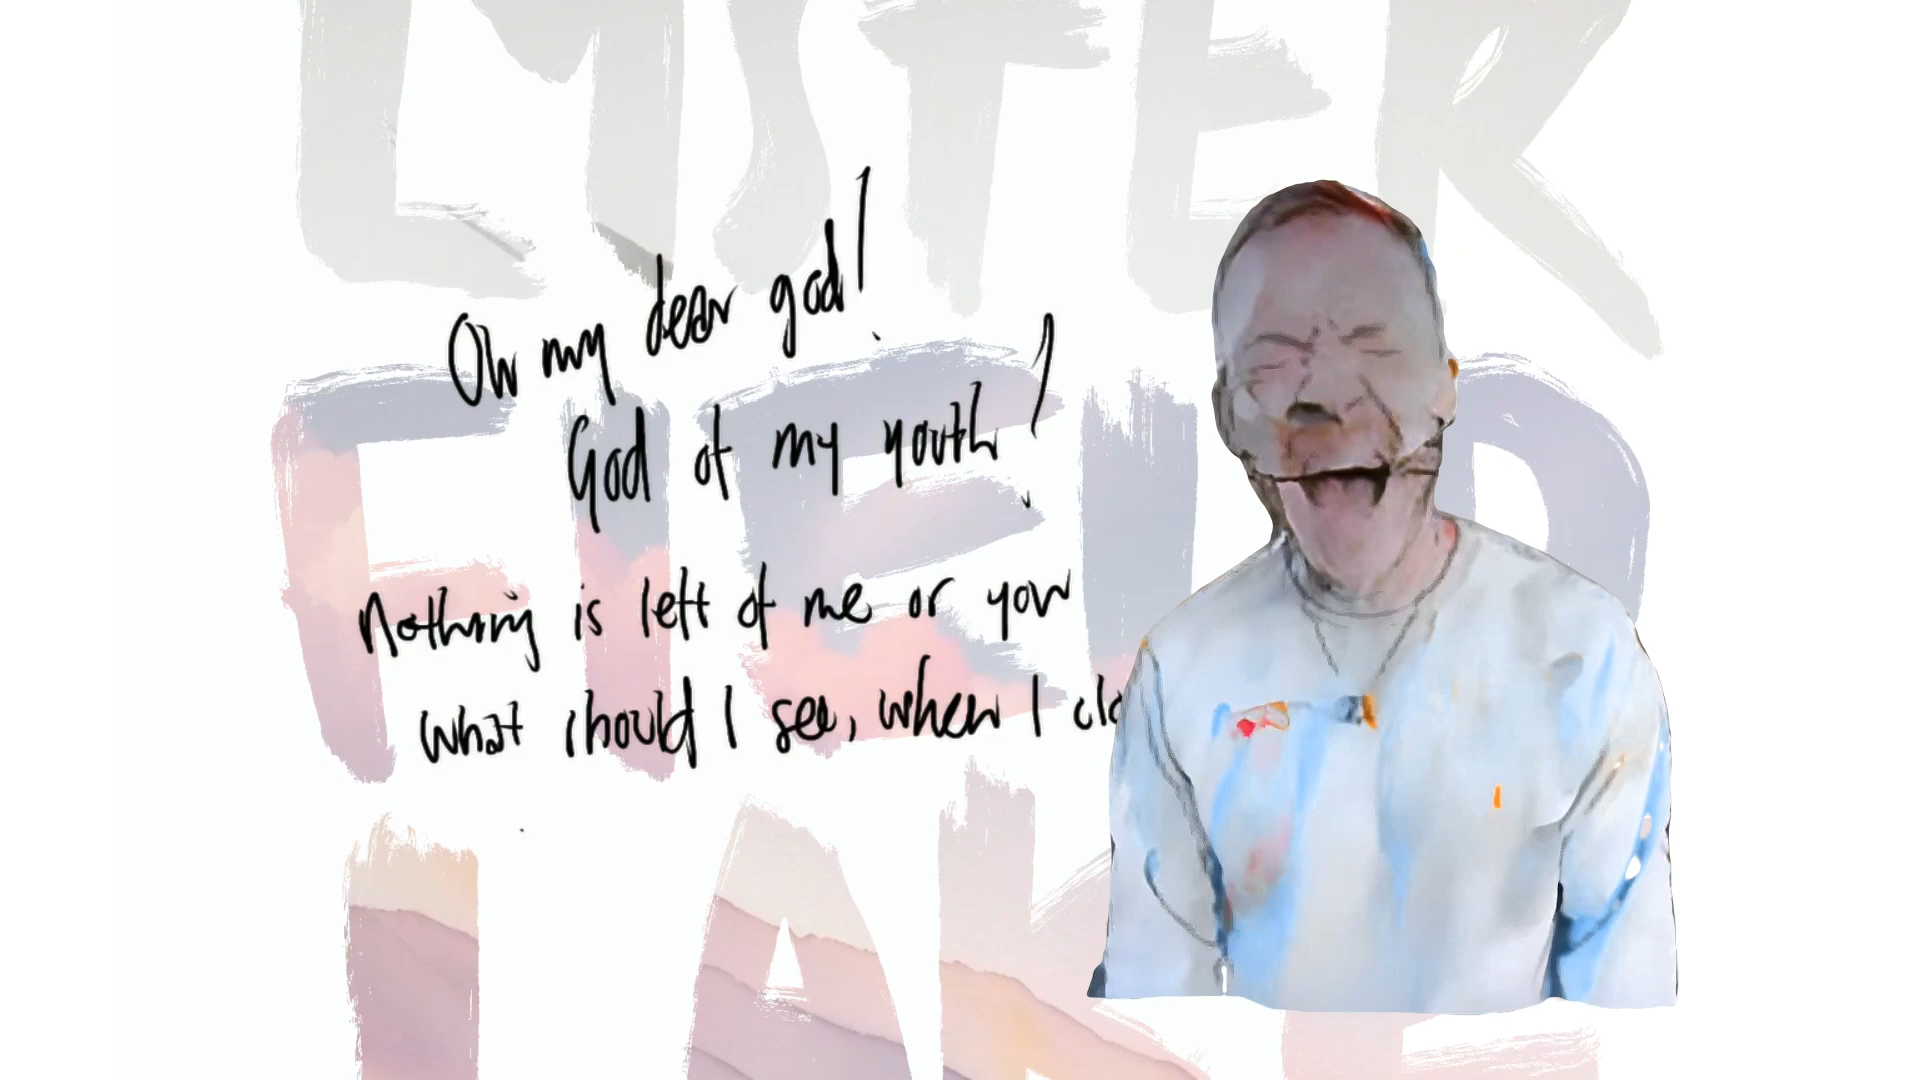 Oh my dear god!
God of my youth!
Nothing is left of me or you
What should I see, when I
FIELD
LAKE